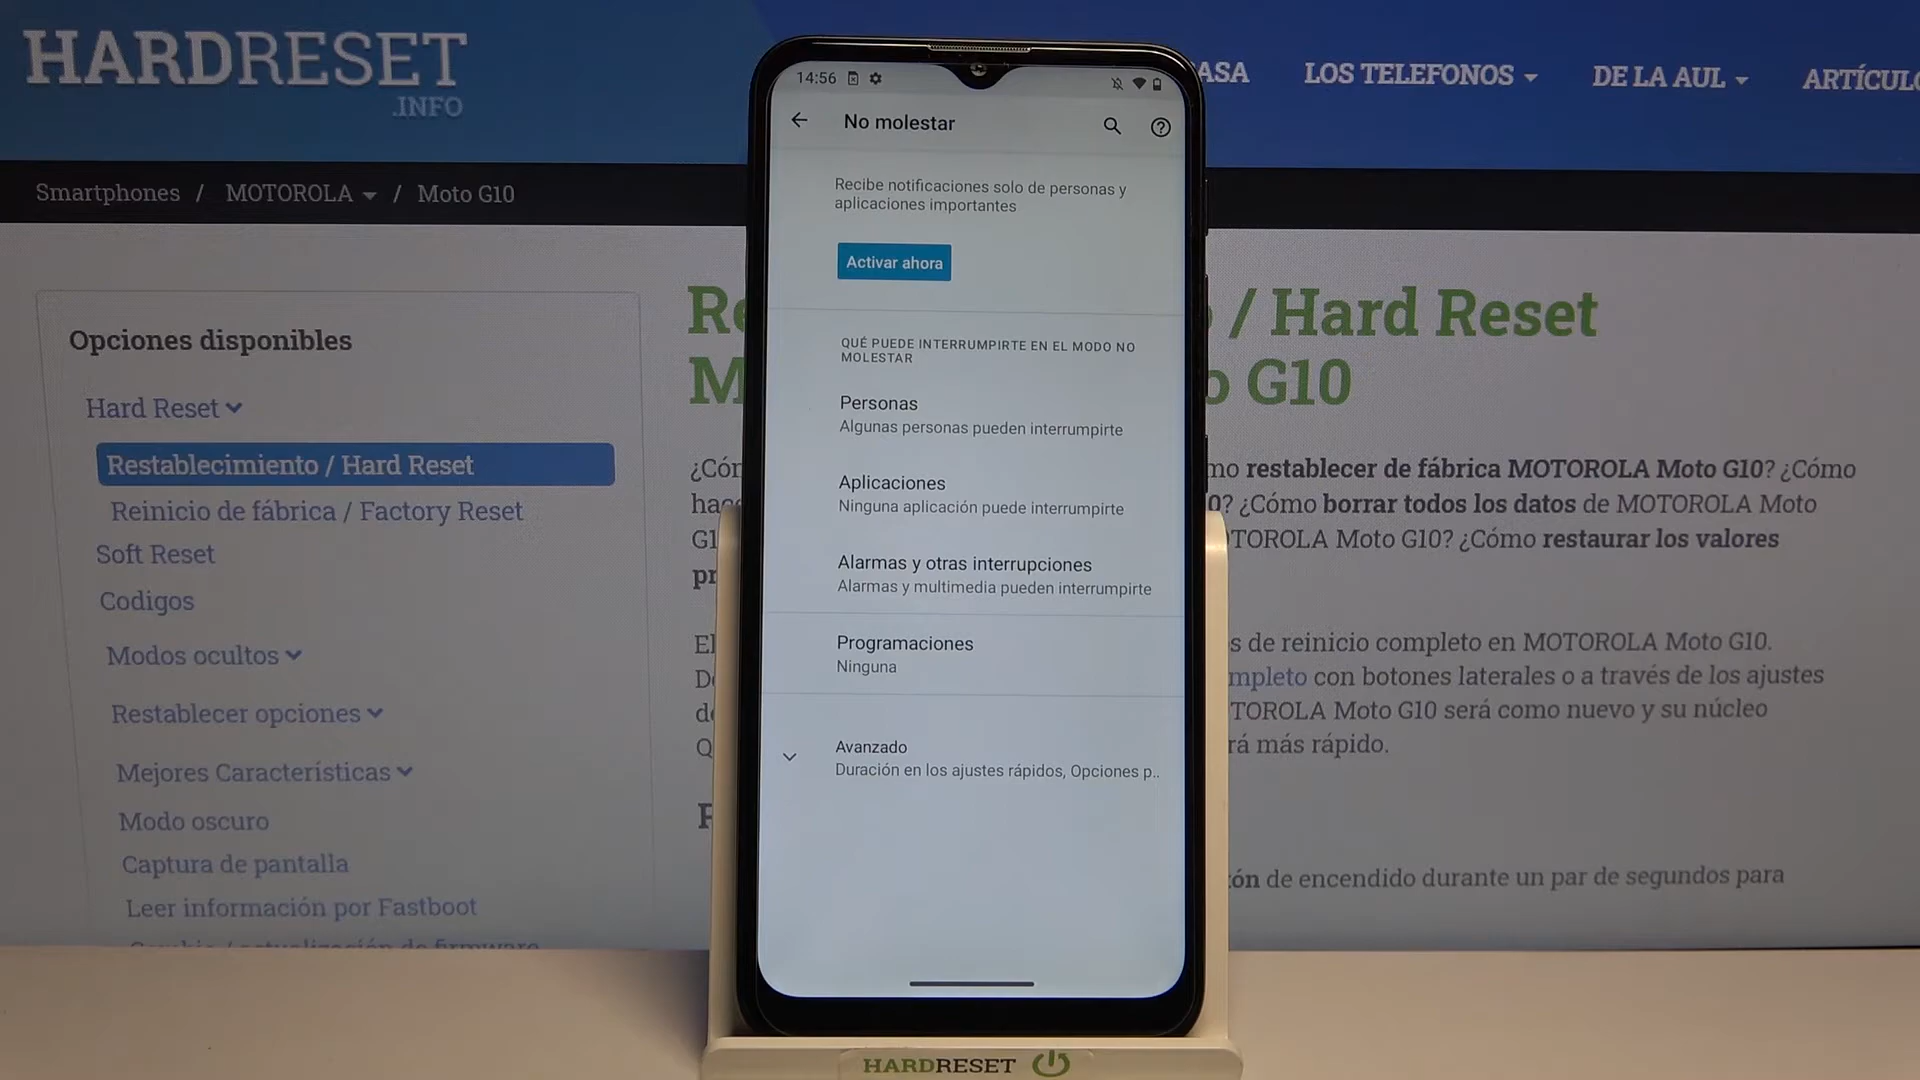 HARDRESET
.INFO
ASA
LOS TELEFONOS
DE LA AUL
ARTÍCUL
Smartphones / MOTOROLA / Moto G10
Opciones disponibles
Hard Reset
Restablecimiento / Hard Reset
Reinicio de fábrica / Factory Reset
Soft Reset
Codigos
Modos ocultos
Restablecer opciones
Mejores Características
Modo oscuro
Captura de pantalla
Leer información por Fastboot
14:56
No molestar
Recibe notificaciones solo de personas y
aplicaciones importantes
Activar ahora
QUÉ PUEDE INTERRUMPIRTE EN EL MODO NO
MOLESTAR
Personas
Algunas personas pueden interrumpirte
Aplicaciones
Ninguna aplicación puede interrumpirte
Alarmas y otras interrupciones
Alarmas y multimedia pueden interrumpirte
Programaciones
Ninguna
Avanzado
Duración en los ajustes rápidos, Opciones p..
/ Hard Reset
G10
¿Cór
mo restablecer de fábrica MOTOROLA Moto G10? ¿Cómo
0? ¿Cómo borrar todos los datos de MOTOROLA Moto
G1
TOROLA Moto G10? ¿Cómo restaurar los valores
pr
El
s de reinicio completo en MOTOROLA Moto G10.
mpleto con botones laterales o a través de los ajustes
TOROLA Moto G10 será como nuevo y su núcleo
rá más rápido.
ón de encendido durante un par de segundos para
HARDRESET